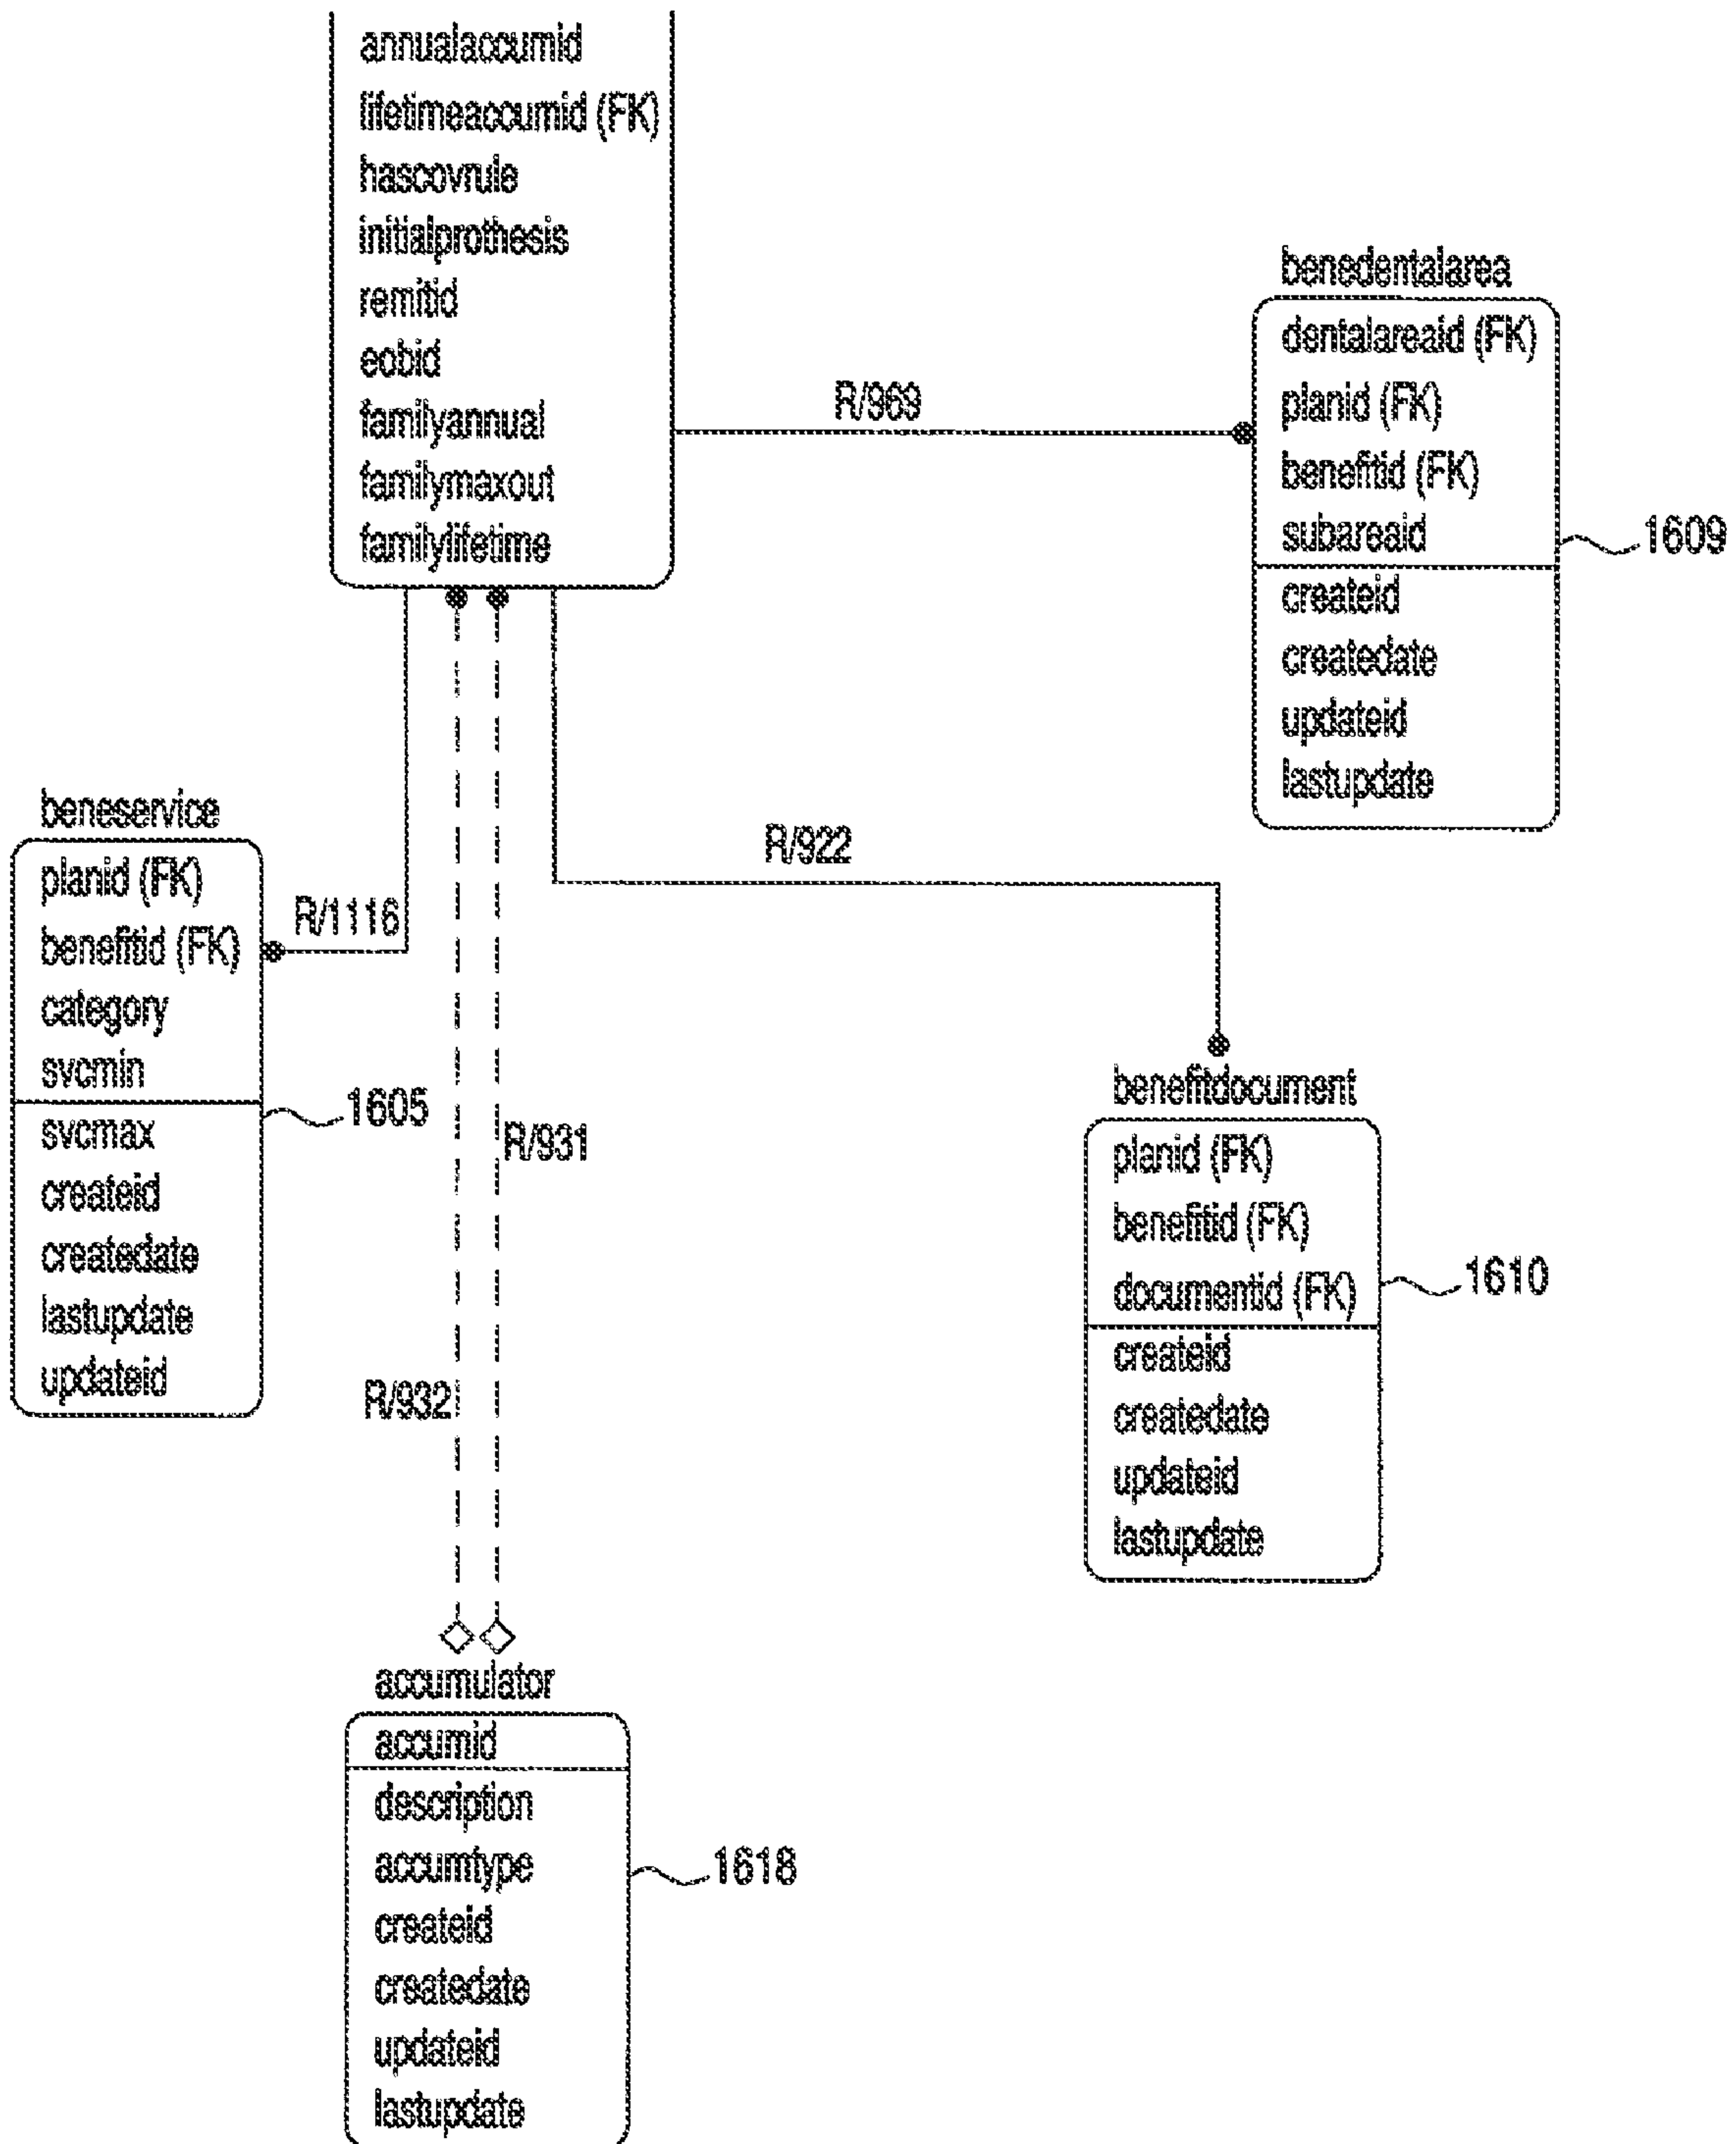 annualaccumid
lifetimeaccumid (FK)
hascovrule
initialprothesis
remitid
eobid
familyannual
familymaxout
familylifetime
R/969
benedentalarea
dentalareaid (FK)
planid (FK)
benefitid (FK)
subareaid
1609
createid
createdate
updateid
lastupdate
beneservice
planid (FK)
benefitid (FK)
category
svcmin
1605
svcmax
createid
createdate
lastupdate
updateid
R/1116
R/922
R/931
R/932
benefitdocument
planid (FK)
benefitid (FK)
documentid (FK)
1610
createid
createdate
updateid
lastupdate
accumulator
accumid
description
accumtype
1618
createid
createdate
updateid
lastupdate